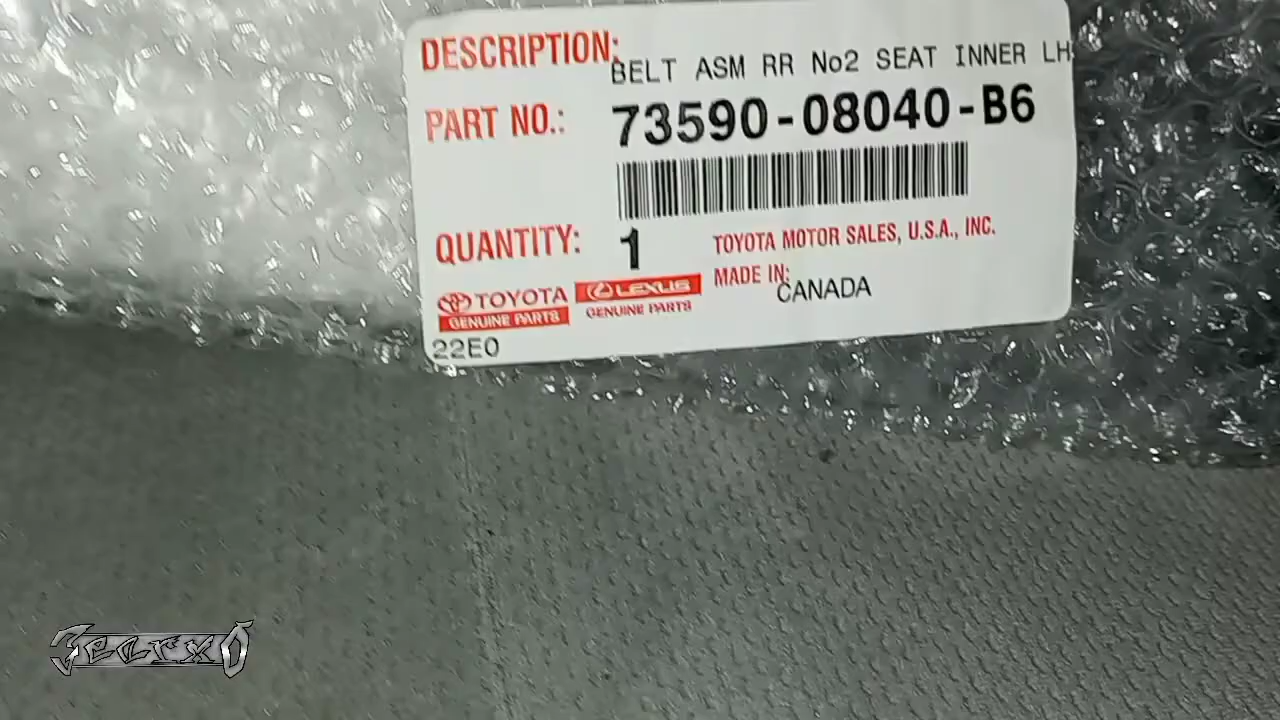 DESCRIPTION: BELT ASM RR No2 SEAT INNER LH
PART NO.: 73590-08040-B6
QUANTITY: 1
TOYOTA MOTOR SALES, U.S.A., INC.
MADE IN: CANADA
TOYOTA
GENUINE PARTS
LEXUS
GENUINE PARTS
22E0